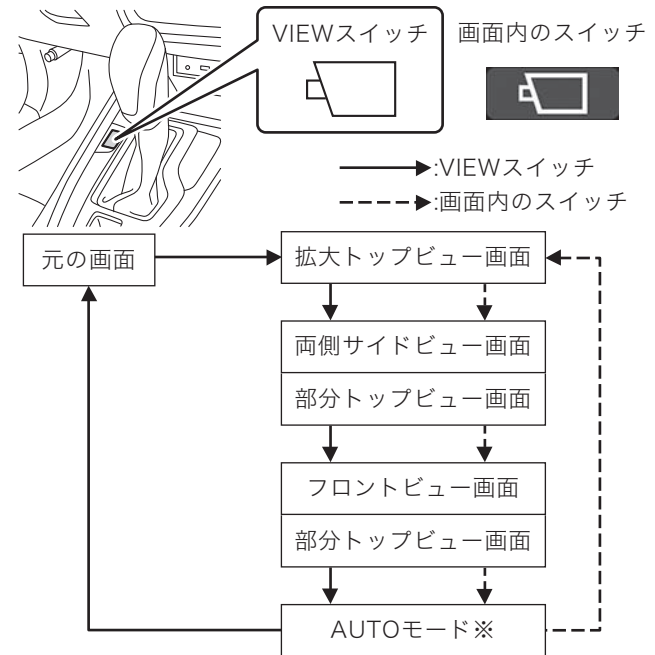 VIEWスイッチ
画面内のスイッチ
:VIEWスイッチ
:画面内のスイッチ
元の画面
拡大トップビュー画面
両側サイドビュー画面
部分トップビュー画面
フロントビュー画面
部分トップビュー画面
AUTOモード※